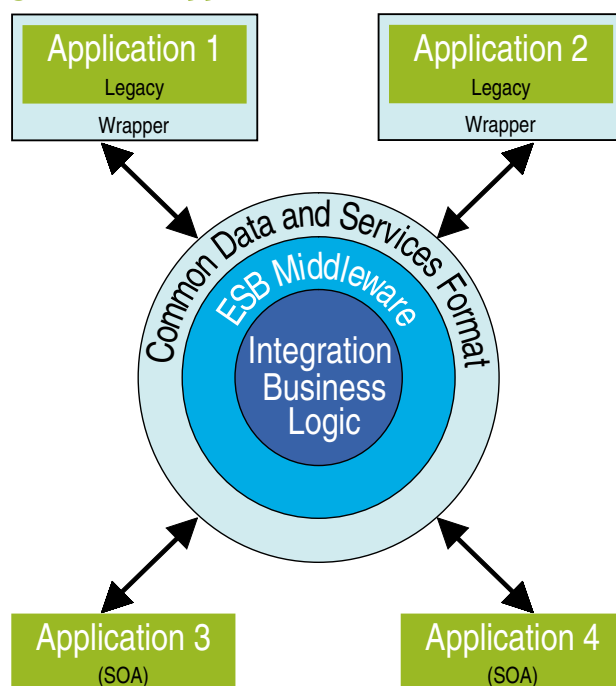 Application 1
Legacy
Wrapper
Application 2
Legacy
Wrapper
Common Data and Services Format
ESB Middleware
Integration
Business
Logic
Application 3
(SOA)
Application 4
(SOA)